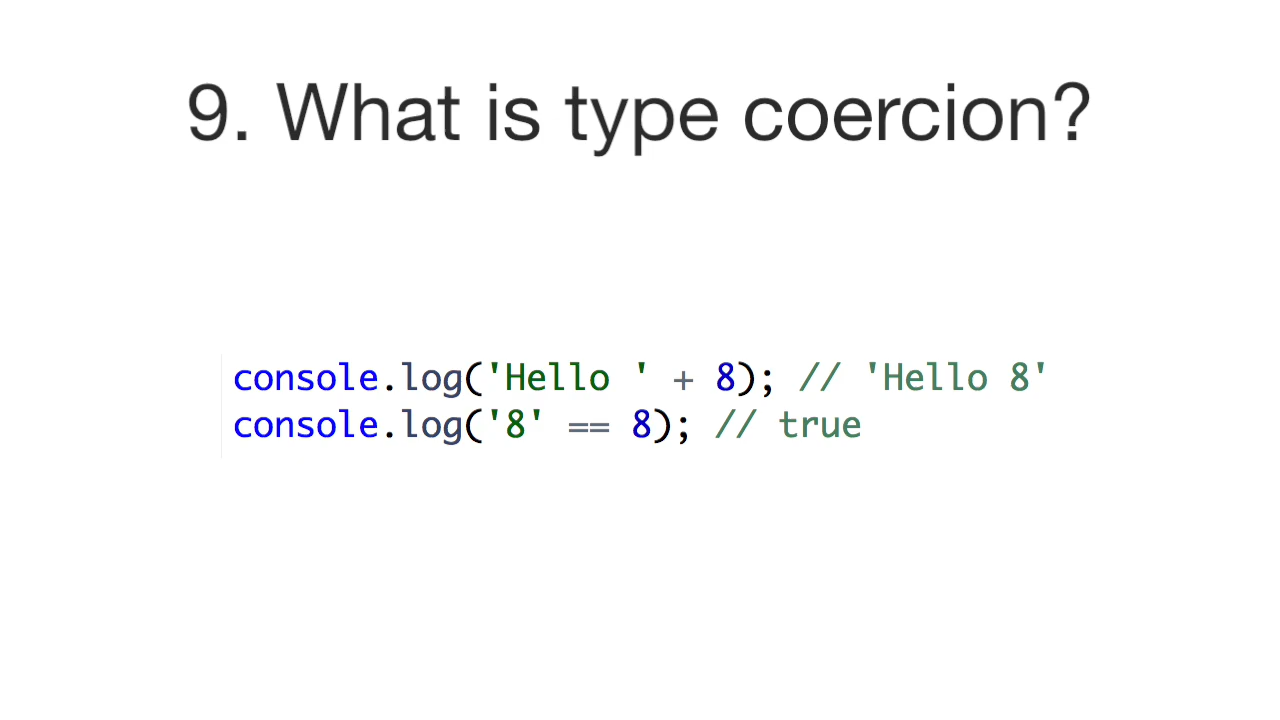 9. What is type coercion?
console.log('Hello ' + 8); // 'Hello 8'
console.log('8' == 8); // true